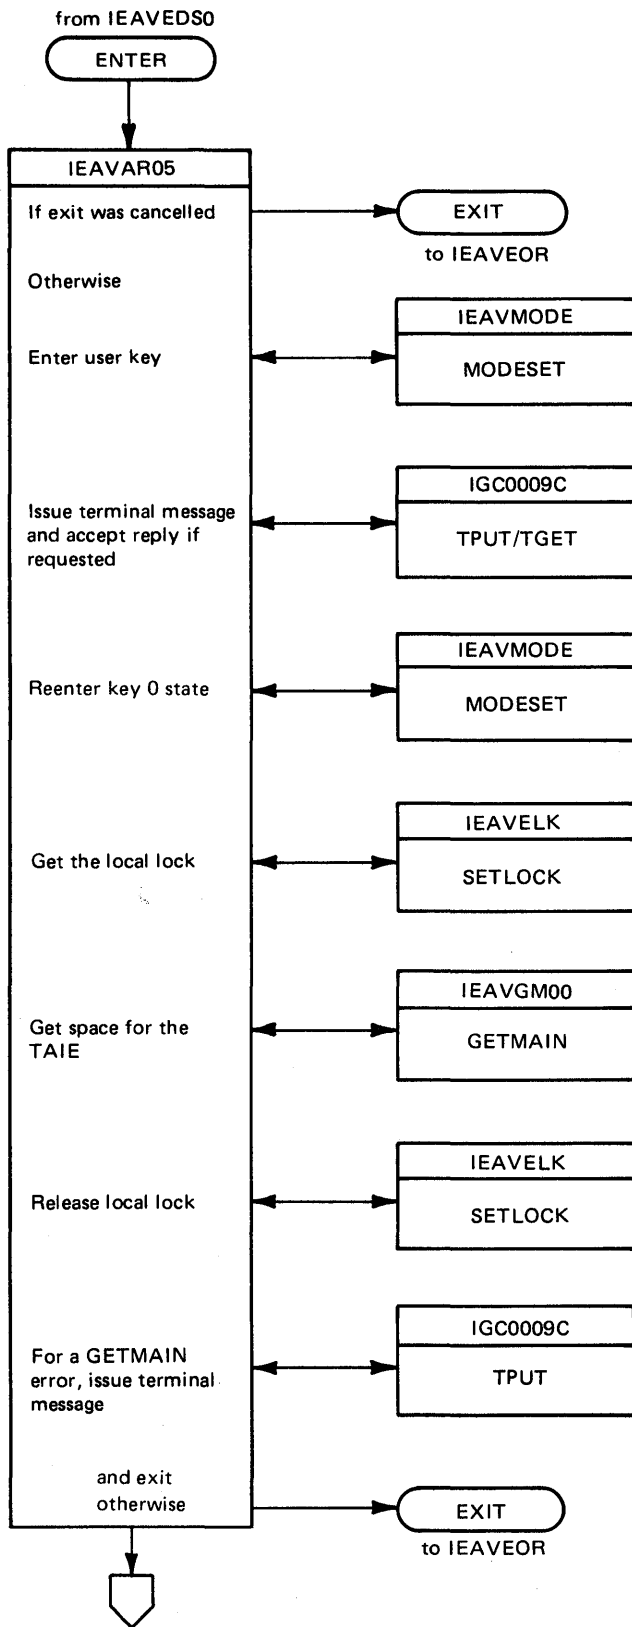 from IEAVEDS0
ENTER
IEAVAR05
If exit was cancelled
EXIT
to IEAVEOR
Otherwise
IEAVMODE
Enter user key
MODESET
IGC0009C
Issue terminal message
and accept reply if
requested
TPUT/TGET
IEAVMODE
Reenter key 0 state
MODESET
IEAVELK
Get the local lock
SETLOCK
IEAVGM00
Get space for the
TAIE
GETMAIN
IEAVELK
Release local lock
SETLOCK
IGC0009C
For a GETMAIN
error, issue terminal
message
TPUT
and exit
otherwise
EXIT
to IEAVEOR